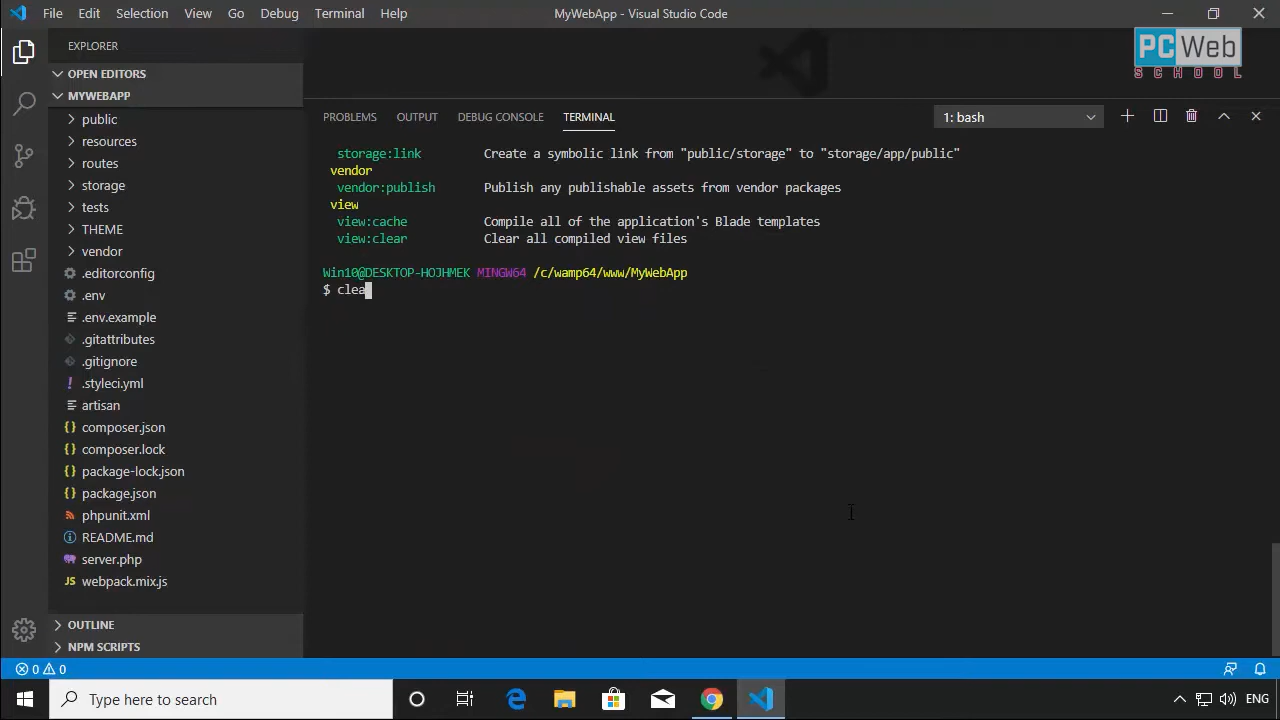 File Edit Selection View Go Debug Terminal Help MyWebApp - Visual Studio Code
PC Web
SCHOOL
EXPLORER
OPEN EDITORS
MYWEBAPP
public
resources
routes
storage
tests
THEME
vendor
.editorconfig
.env
.env.example
.gitattributes
.gitignore
.styleci.yml
artisan
composer.json
composer.lock
package-lock.json
package.json
phpunit.xml
README.md
server.php
webpack.mix.js
OUTLINE
NPM SCRIPTS
PROBLEMS OUTPUT DEBUG CONSOLE TERMINAL 1: bash
storage:link Create a symbolic link from "public/storage" to "storage/app/public"
vendor
vendor:publish Publish any publishable assets from vendor packages
view
view:cache Compile all of the application's Blade templates
view:clear Clear all compiled view files
Win10@DESKTOP-HOJHMEK MINGW64 /c/wamp64/www/MyWebApp
$ clea
0 0
Type here to search
ENG